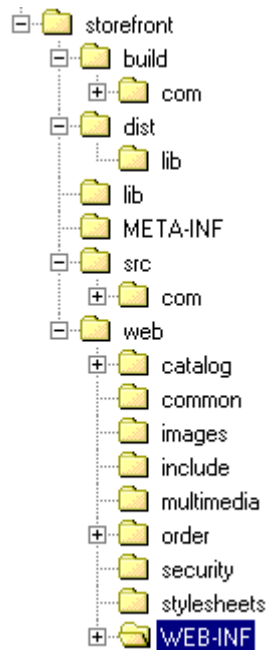 storefront
build
com
dist
lib
lib
META-INF
src
com
web
catalog
common
images
include
multimedia
order
security
stylesheets
WEB-INF